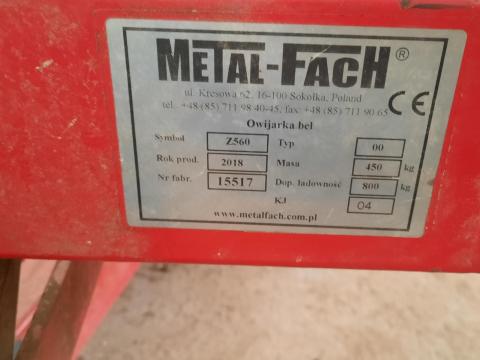 METAL-FACH®
ul. Kresowa 62, 16-100 Sokółka, Poland
tel. +48 (85) 711 98 40-45, fax: +48 (85) 711 90 65
CE
Owijarka bel
Symbol Z560 Typ 00
Rok prod. 2018 Masa 450 kg
Nr fabr. 15517 Dop. ładowność 800 kg
KJ 04
www.metalfach.com.pl